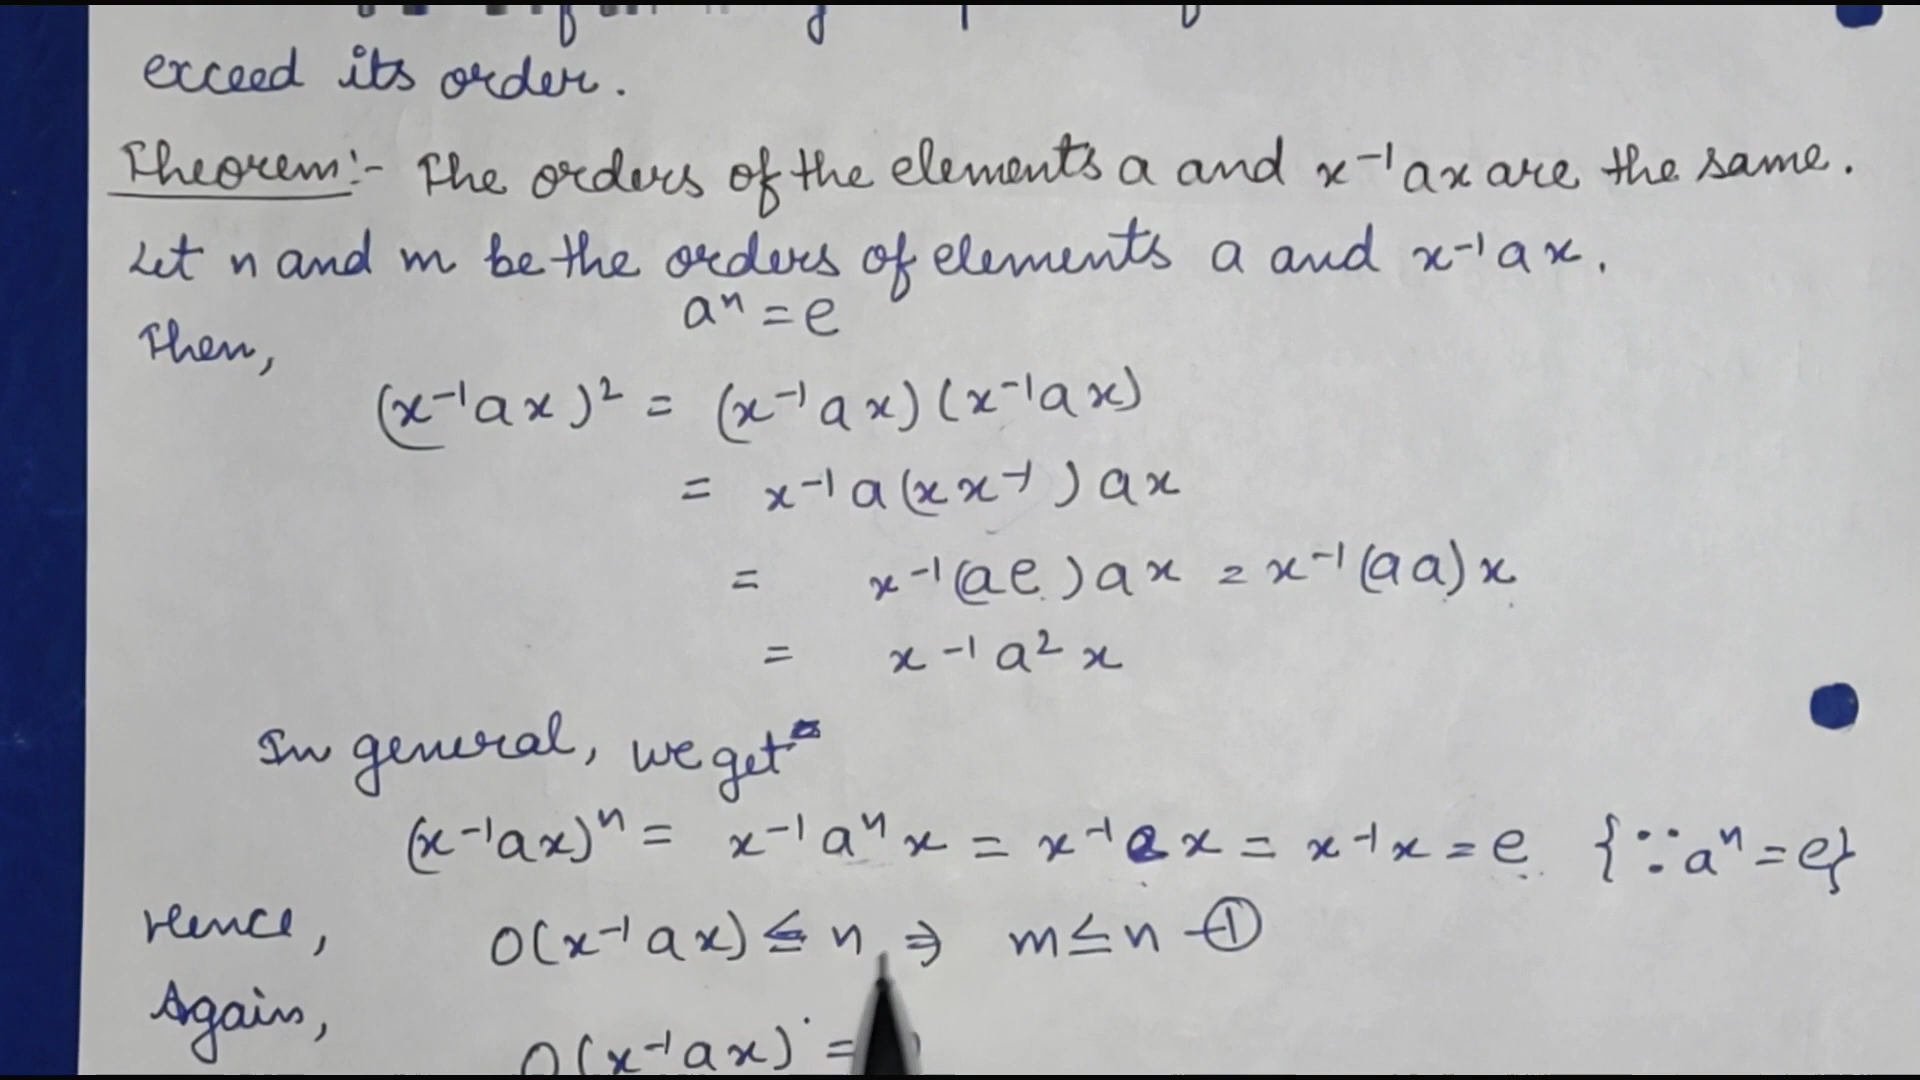 exceed its order.
Theorem:- The orders of the elements a and x⁻¹ax are the same.
Let n and m be the orders of elements a and x⁻¹ax.
aⁿ = e
Then,
(x⁻¹ax)² = (x⁻¹ax)(x⁻¹ax)
= x⁻¹a(xx⁻¹)ax
= x⁻¹(ae)ax = x⁻¹(aa)x
= x⁻¹a²x
In general, we get
(x⁻¹ax)ⁿ = x⁻¹aⁿx = x⁻¹ex = x⁻¹x = e {∵aⁿ = e}
Hence, O(x⁻¹ax) ≤ n ⇒ m ≤ n -①
Again,
O(x⁻¹ax) =